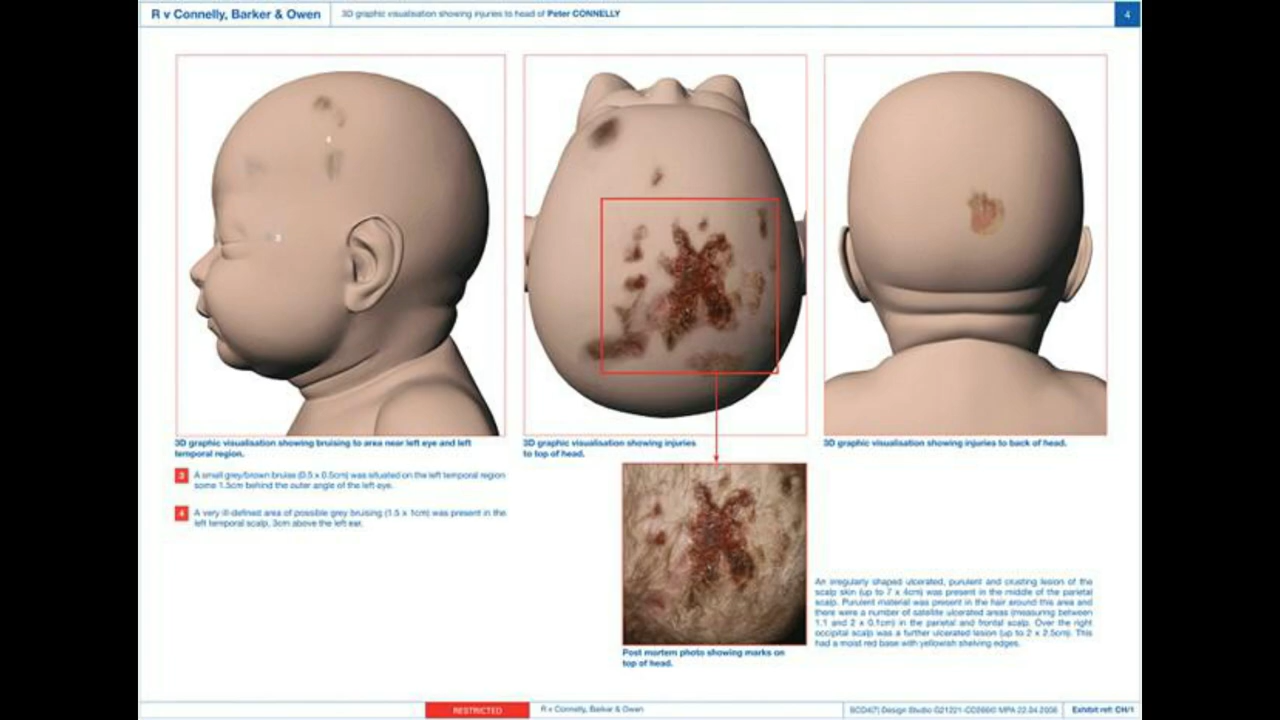 R v Connelly, Barker & Owen
3D graphic visualisation showing injuries to head of Peter CONNELLY
4
4
3
3D graphic visualisation showing bruising to area near left eye and left
temporal region.
3D graphic visualisation showing injuries
to top of head.
3D graphic visualisation showing injuries to back of head.
3
A small grey/brown bruise (0.5 x 0.5cm) was situated on the left temporal region
some 1.5cm behind the outer angle of the left eye.
4
A very ill-defined area of possible grey bruising (1.5 x 1cm) was present in the
left temporal scalp, 3cm above the left ear.
An irregularly shaped ulcerated, purulent and crusting lesion of the
scalp skin (up to 7 x 4cm) was present in the middle of the parietal
scalp. Purulent material was present in the hair around this area and
there were a number of satellite ulcerated areas (measuring between
1.1 and 2 x 0.1cm) in the parietal and frontal scalp. Over the right
occipital scalp was a further ulcerated lesion (up to 2 x 2.5cm). This
had a moist red base with yellowish shelving edges.
Post mortem photo showing marks on
top of head.
RESTRICTED
R v Connelly, Barker & Owen
Design Studio
MPA 22.04.2008
Exhibit ref: CH/1